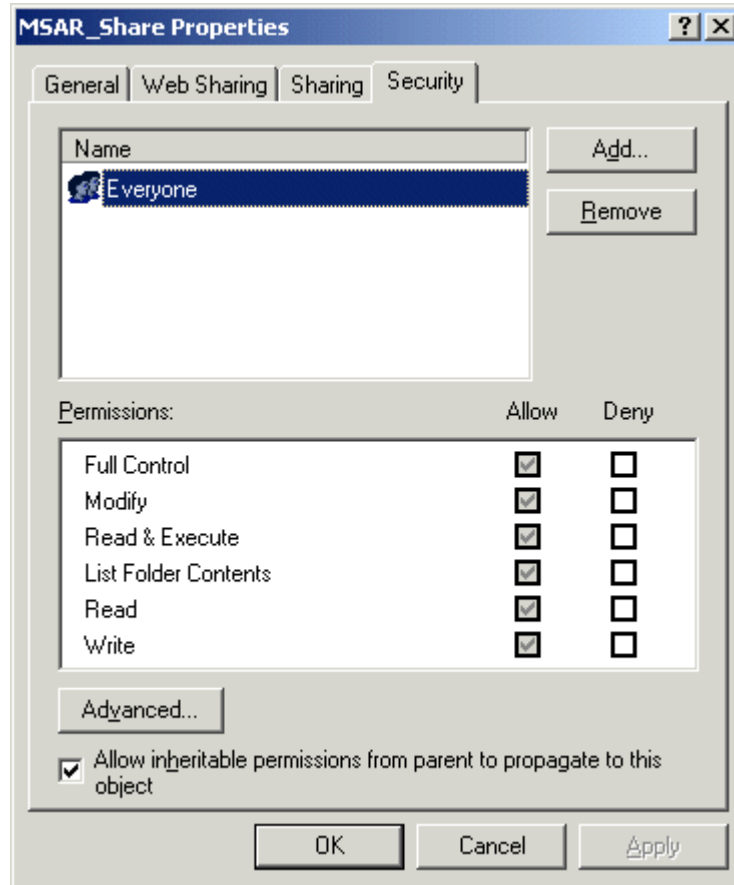 MSAR_Share Properties
General Web Sharing Sharing Security
Name
Everyone
Add...
Remove
Permissions: Allow Deny
Full Control
Modify
Read & Execute
List Folder Contents
Read
Write
Advanced...
Allow inheritable permissions from parent to propagate to this
object
OK Cancel Apply